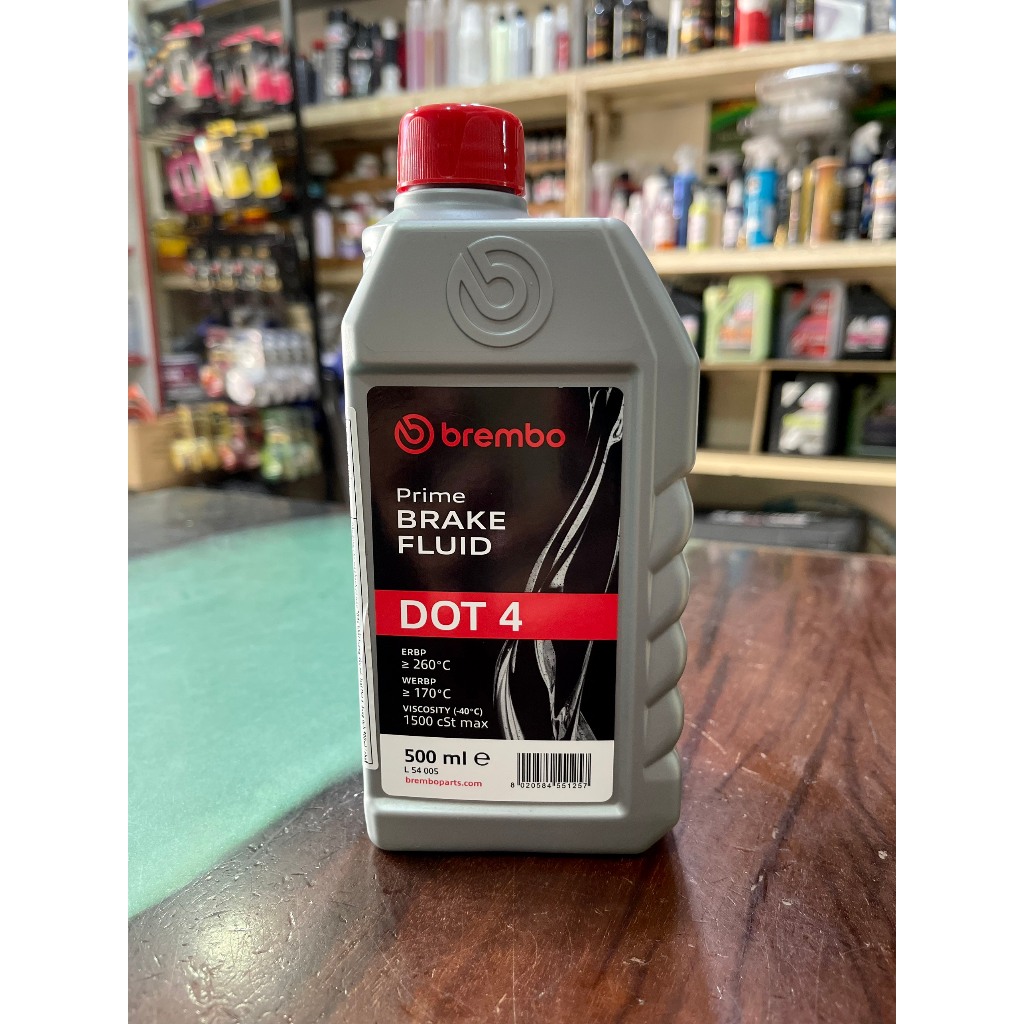 brembo
Prime
BRAKE
FLUID
DOT 4
ERBP
≥ 260°C
WERBP
≥ 170°C
VISCOSITY (-40°C)
1500 cSt max
500 ml ℮
L 54 005
bremboparts.com
8 020584 551257